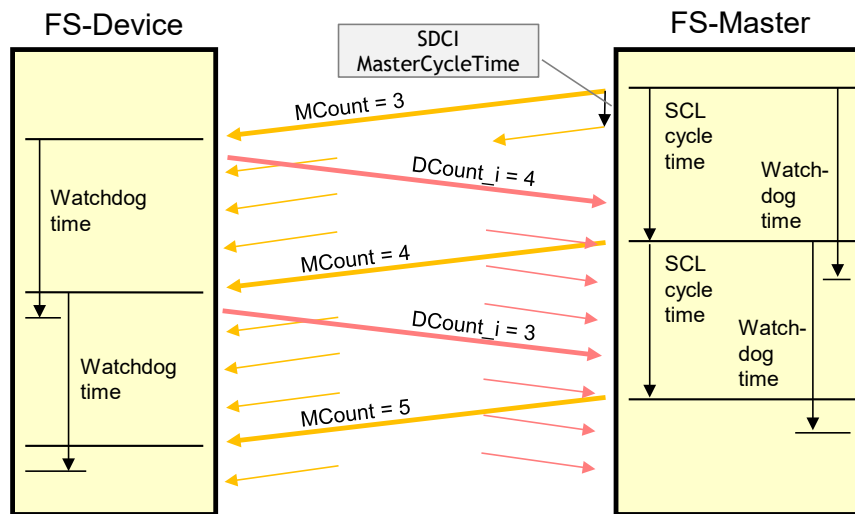 FS-Device
FS-Master
SDCI
MasterCycleTime
MCount = 3
SCL
cycle
time
Watch-
dog
time
DCount_i = 4
Watchdog
time
MCount = 4
SCL
cycle
time
Watch-
dog
time
DCount_i = 3
Watchdog
time
MCount = 5